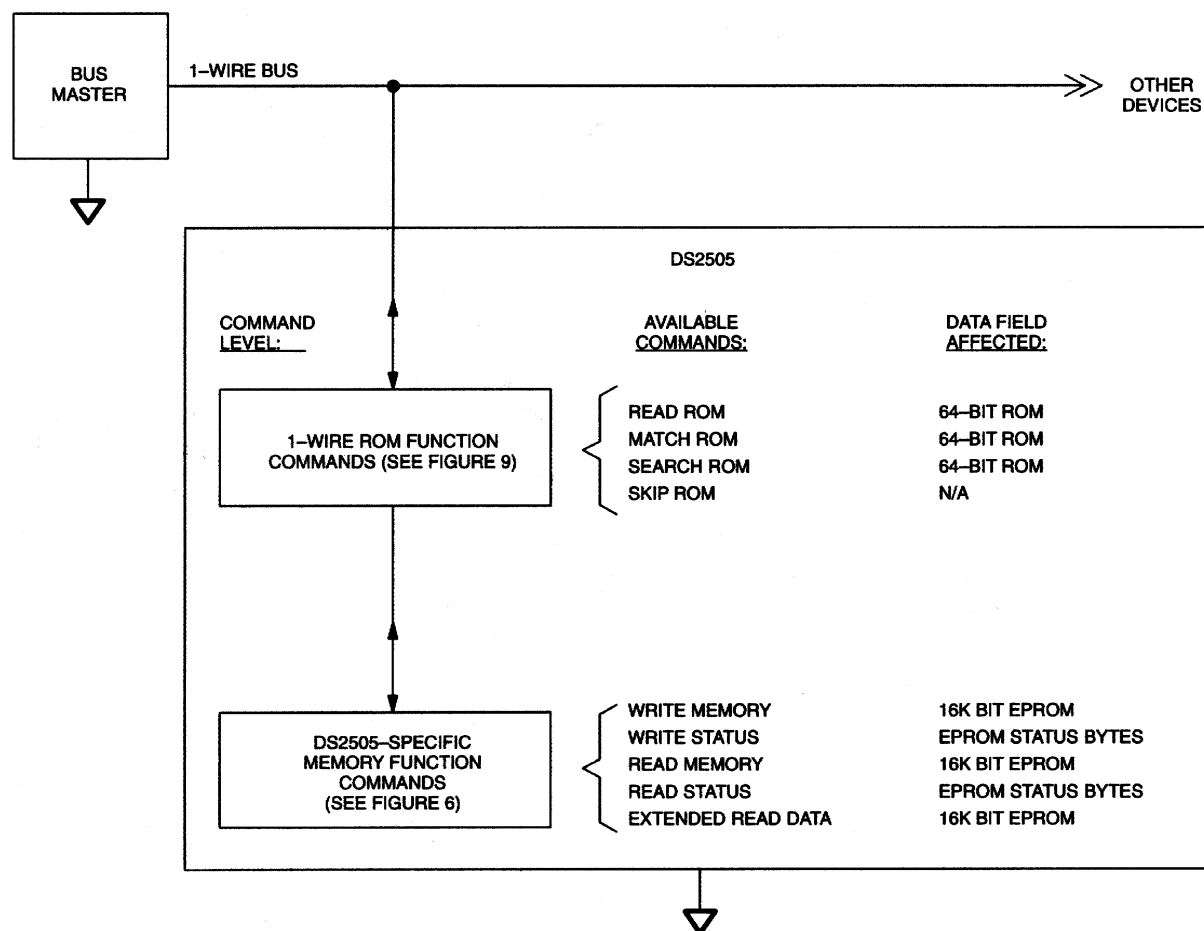 BUS
MASTER
1–WIRE BUS
OTHER
DEVICES
DS2505
COMMAND
LEVEL:
AVAILABLE
COMMANDS:
DATA FIELD
AFFECTED:
1–WIRE ROM FUNCTION
COMMANDS (SEE FIGURE 9)
READ ROM 64–BIT ROM
MATCH ROM 64–BIT ROM
SEARCH ROM 64–BIT ROM
SKIP ROM N/A
DS2505–SPECIFIC
MEMORY FUNCTION
COMMANDS
(SEE FIGURE 6)
WRITE MEMORY 16K BIT EPROM
WRITE STATUS EPROM STATUS BYTES
READ MEMORY 16K BIT EPROM
READ STATUS EPROM STATUS BYTES
EXTENDED READ DATA 16K BIT EPROM